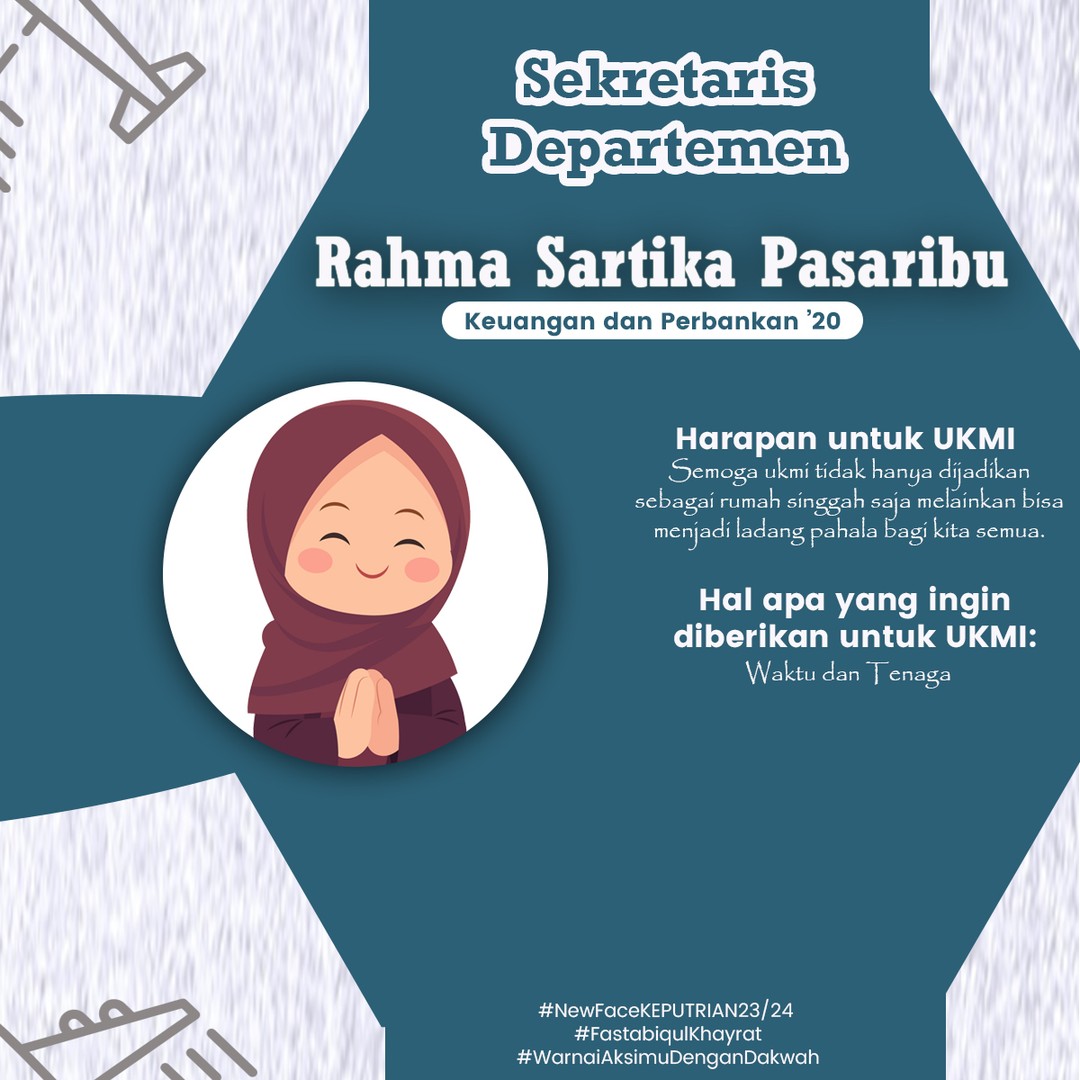 Sekretaris
Departemen
Rahma Sartika Pasaribu
Keuangan dan Perbankan ’20
Harapan untuk UKMI
Semoga ukmi tidak hanya dijadikan
sebagai rumah singgah saja melainkan bisa
menjadi ladang pahala bagi kita semua.
Hal apa yang ingin
diberikan untuk UKMI:
Waktu dan Tenaga
#NewFaceKEPUTRIAN23/24
#FastabiqulKhayrat
#WarnaiAksimuDenganDakwah